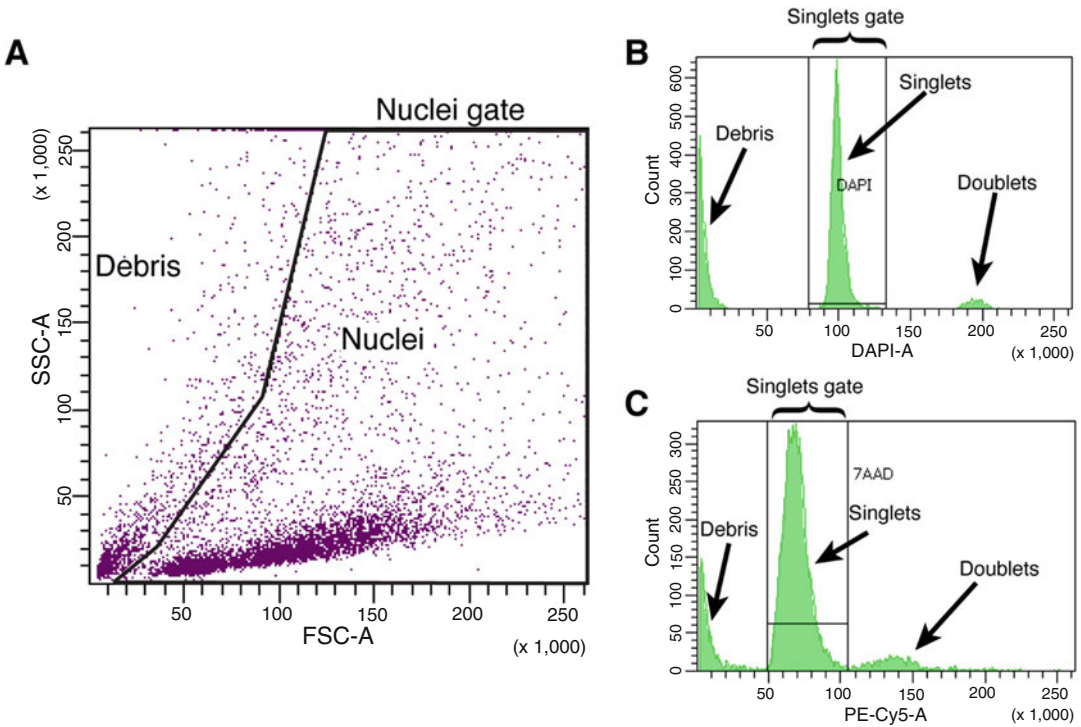 A
Nuclei gate
(x 1,000)
250
200
150
100
50
SSC-A
Debris
Nuclei
50 100 150 200 250
FSC-A
(x 1,000)
Singlets gate
B
600
500
400
300
200
100
0
Count
Debris
Singlets
DAPI
Doublets
50 100 150 200 250
DAPI-A
(x 1,000)
Singlets gate
C
300
250
200
150
100
50
0
Count
7AAD
Debris
Singlets
Doublets
50 100 150 200 250
PE-Cy5-A
(x 1,000)